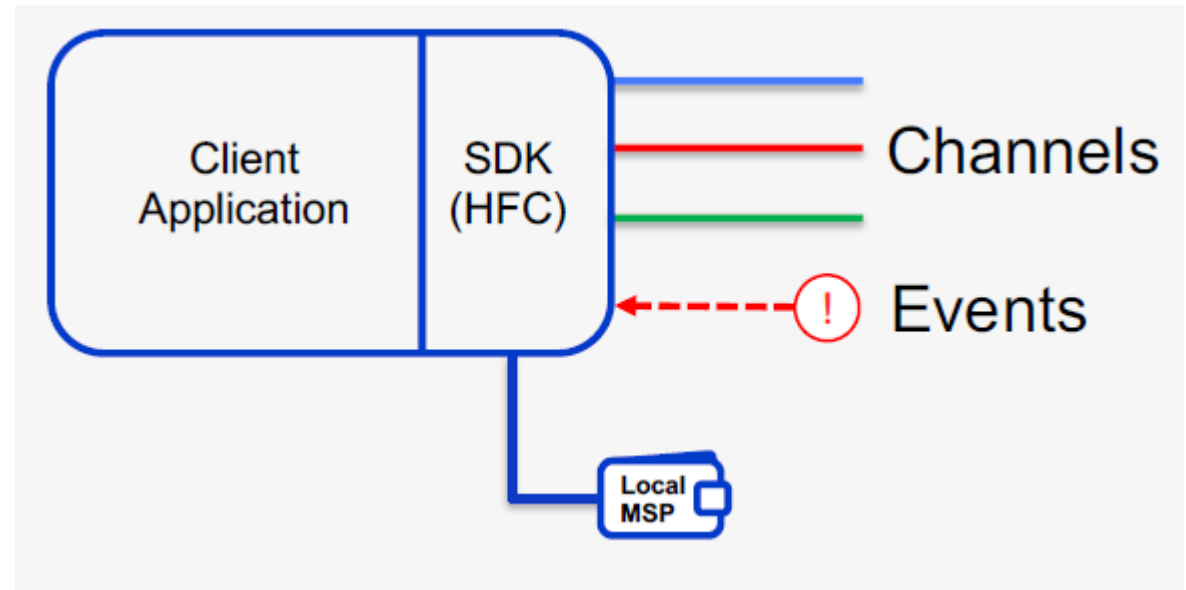 Client
Application
SDK
(HFC)
Channels
!
Events
Local
MSP